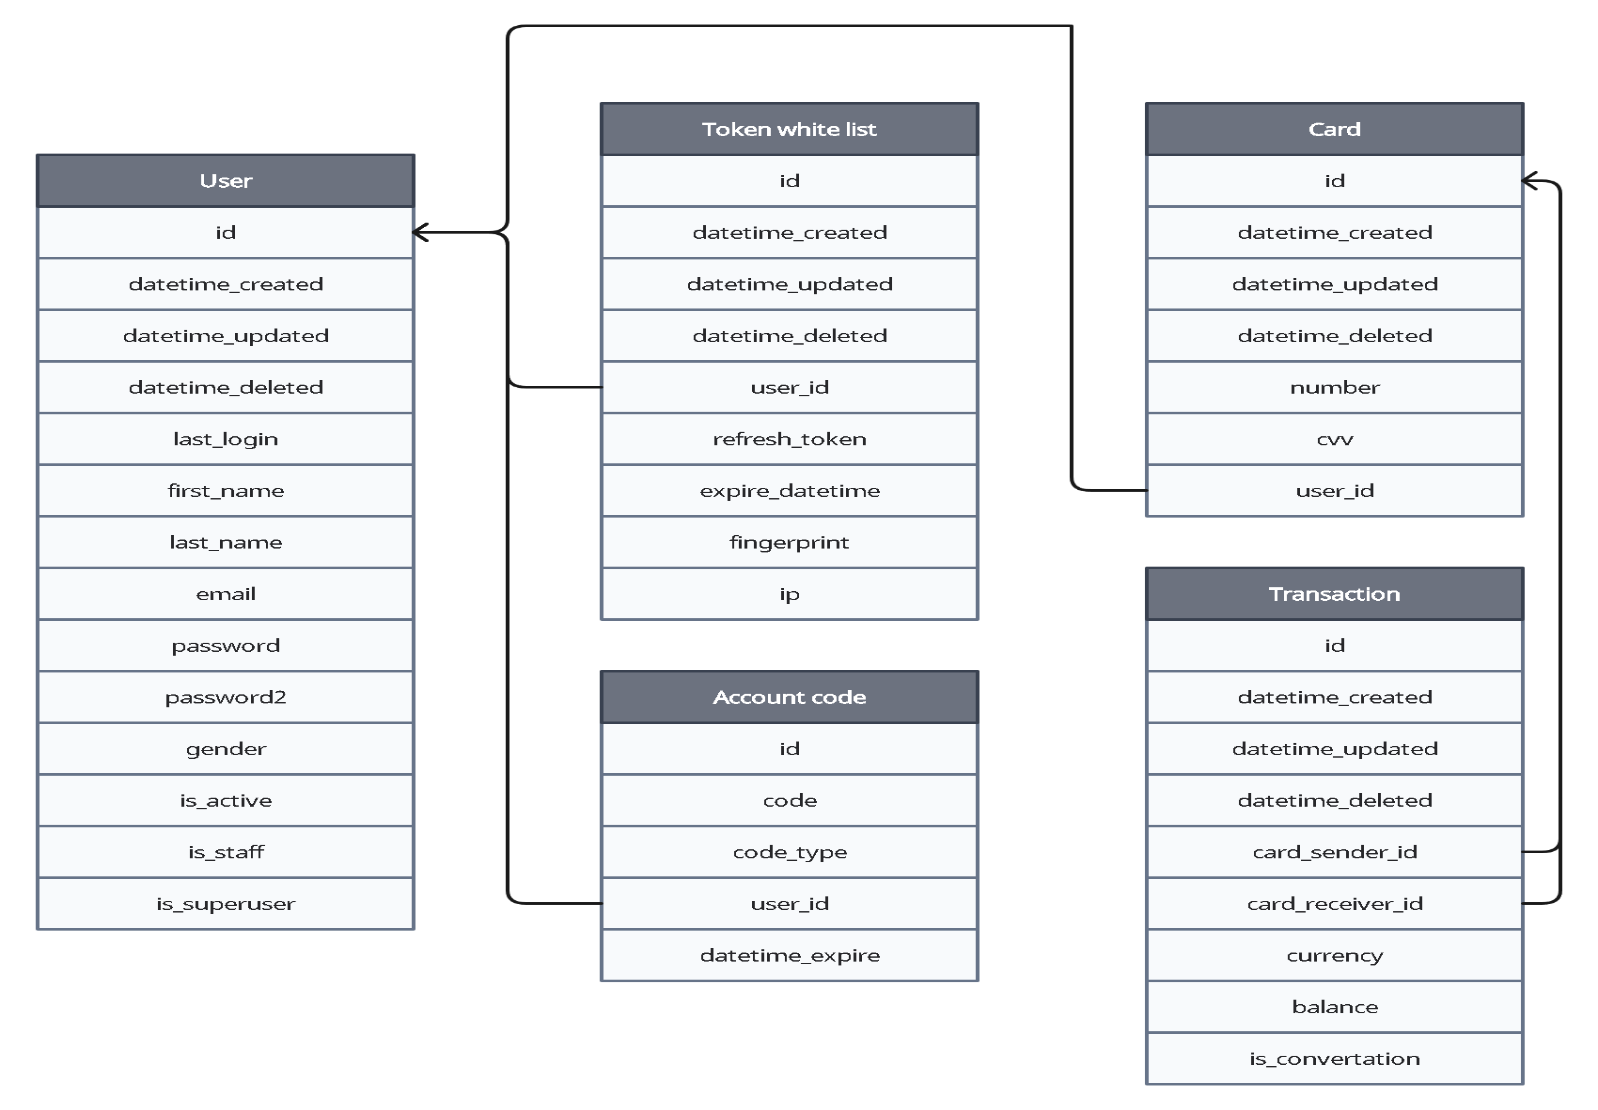 User
id
datetime_created
datetime_updated
datetime_deleted
last_login
first_name
last_name
email
password
password2
gender
is_active
is_staff
is_superuser
Token white list
id
datetime_created
datetime_updated
datetime_deleted
user_id
refresh_token
expire_datetime
fingerprint
ip
Account code
id
code
code_type
user_id
datetime_expire
Card
id
datetime_created
datetime_updated
datetime_deleted
number
cvv
user_id
Transaction
id
datetime_created
datetime_updated
datetime_deleted
card_sender_id
card_receiver_id
currency
balance
is_convertation